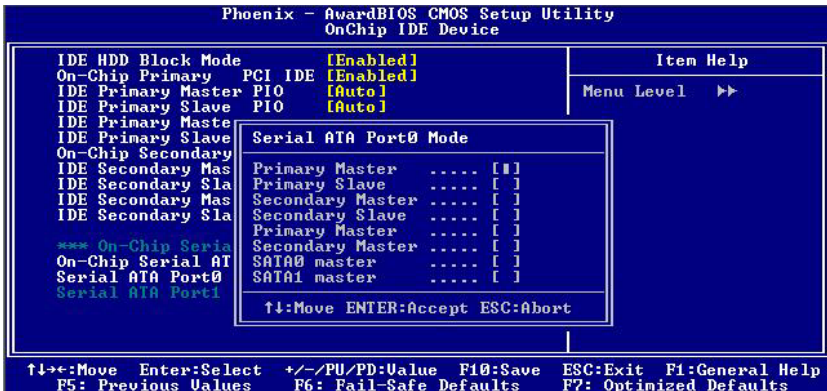 Phoenix - AwardBIOS CMOS Setup Utility
OnChip IDE Device
IDE HDD Block Mode [Enabled]
On-Chip Primary PCI IDE [Enabled]
IDE Primary Master PIO [Auto]
IDE Primary Slave PIO [Auto]
IDE Primary Maste
IDE Primary Slave
On-Chip Secondary
IDE Secondary Mas
IDE Secondary Sla
IDE Secondary Mas
IDE Secondary Sla
*** On-Chip Seria
On-Chip Serial AT
Serial ATA Port0
Serial ATA Port1
Serial ATA Port0 Mode
Primary Master ..... [▮]
Primary Slave ..... [ ]
Secondary Master ..... [ ]
Secondary Slave ..... [ ]
Primary Master ..... [ ]
Secondary Master ..... [ ]
SATA0 master ..... [ ]
SATA1 master ..... [ ]
↑↓:Move ENTER:Accept ESC:Abort
Item Help
Menu Level ▶▶
↑↓→←:Move Enter:Select +/-/PU/PD:Value F10:Save ESC:Exit F1:General Help
F5: Previous Values F6: Fail-Safe Defaults F7: Optimized Defaults